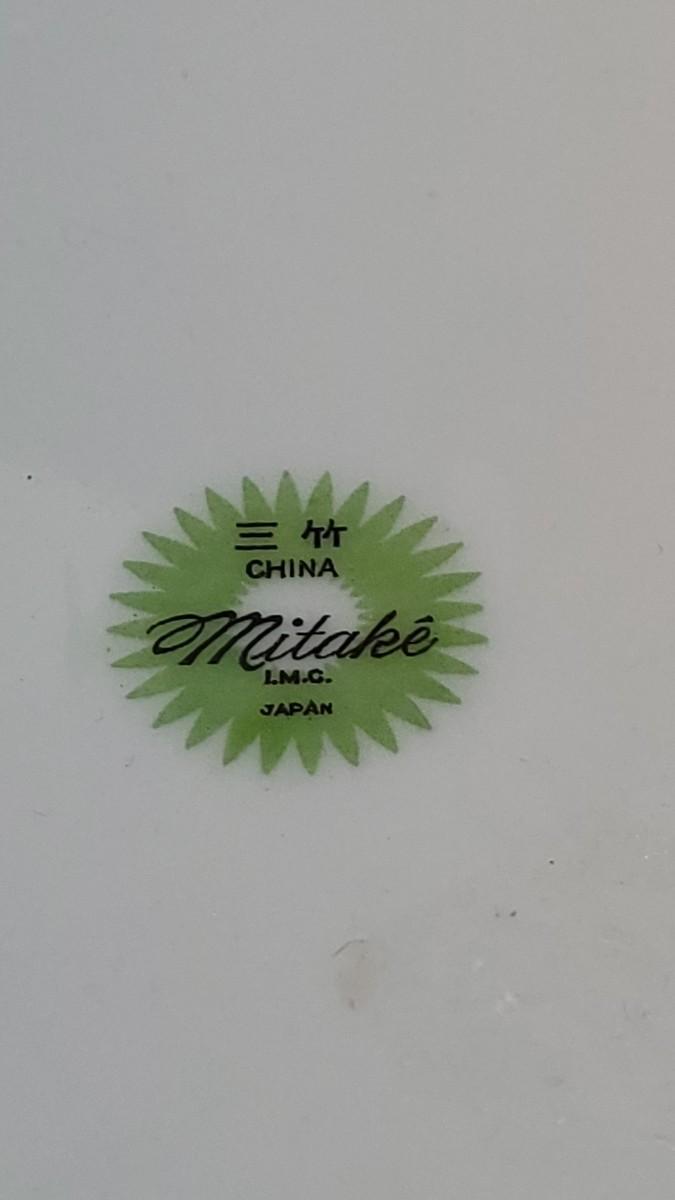 三 竹
CHINA
Mitakê
I.M.C.
JAPAN